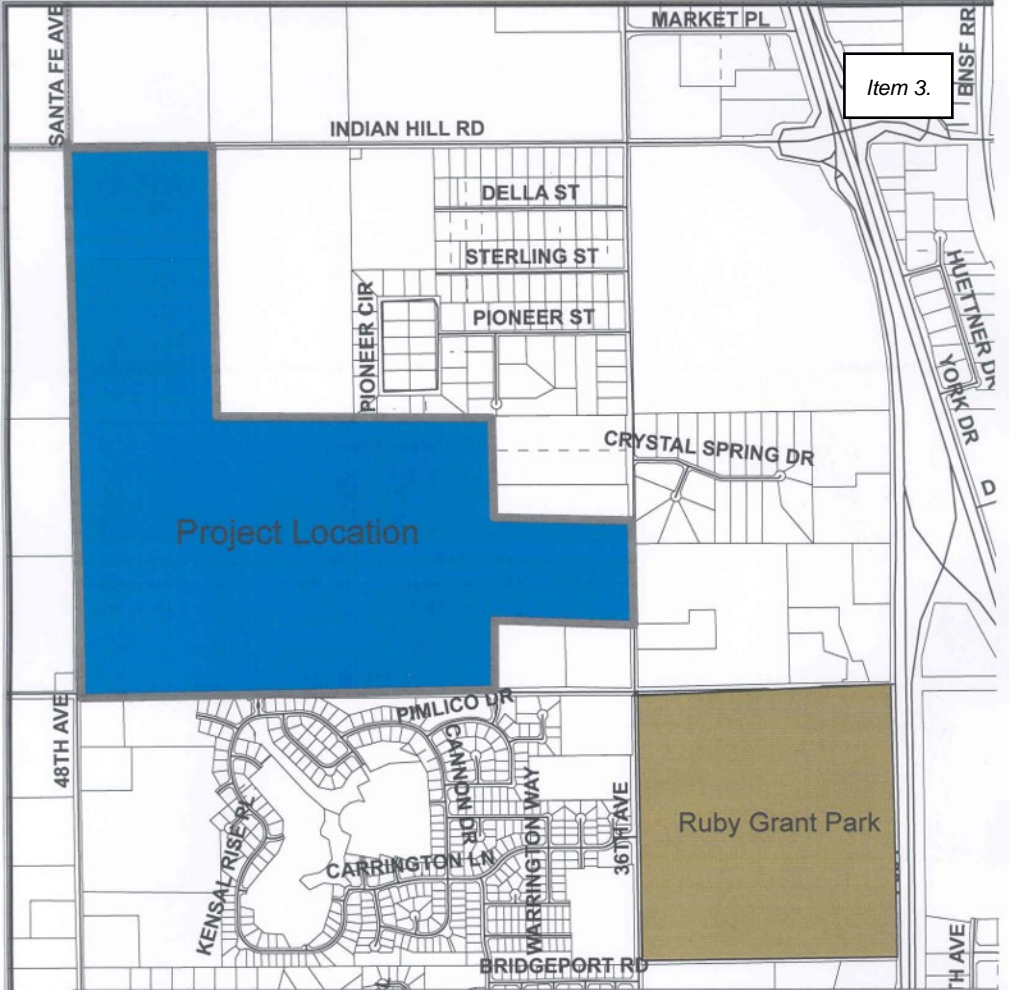 SANTA FE AVE
MARKET PL
BNSF RR
Item 3.
INDIAN HILL RD
DELLA ST
STERLING ST
PIONEER ST
PIONEER CIR
HUETTNER DR
YORK DR
CRYSTAL SPRING DR
D
Project Location
48TH AVE
PIMLICO DR
CANNON DR
WARRINGTON WAY
36TH AVE
Ruby Grant Park
KENSAL RISE PL
CARRINGTON LN
BRIDGEPORT RD
TH AVE